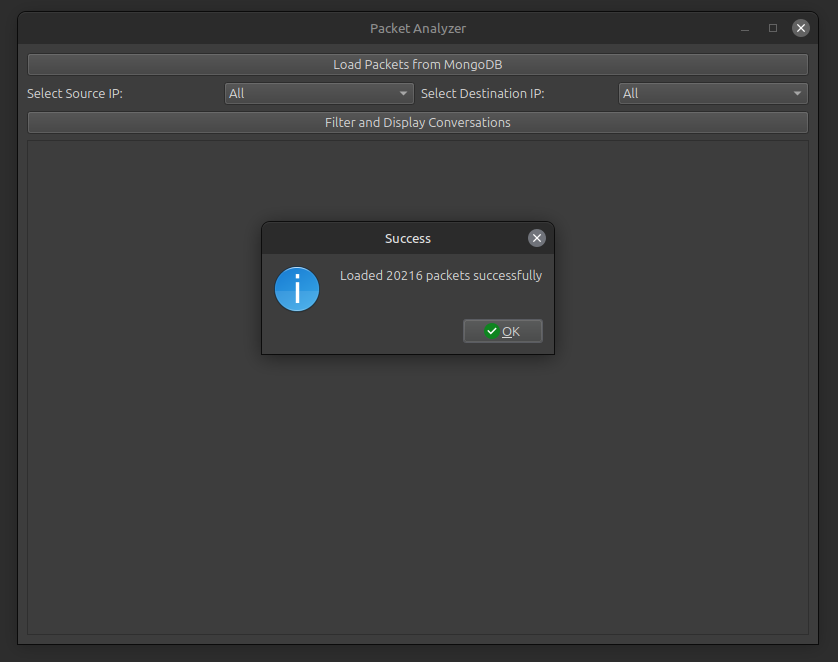 Packet Analyzer
Load Packets from MongoDB
Select Source IP: All Select Destination IP: All
Filter and Display Conversations
Success
Loaded 20216 packets successfully
OK